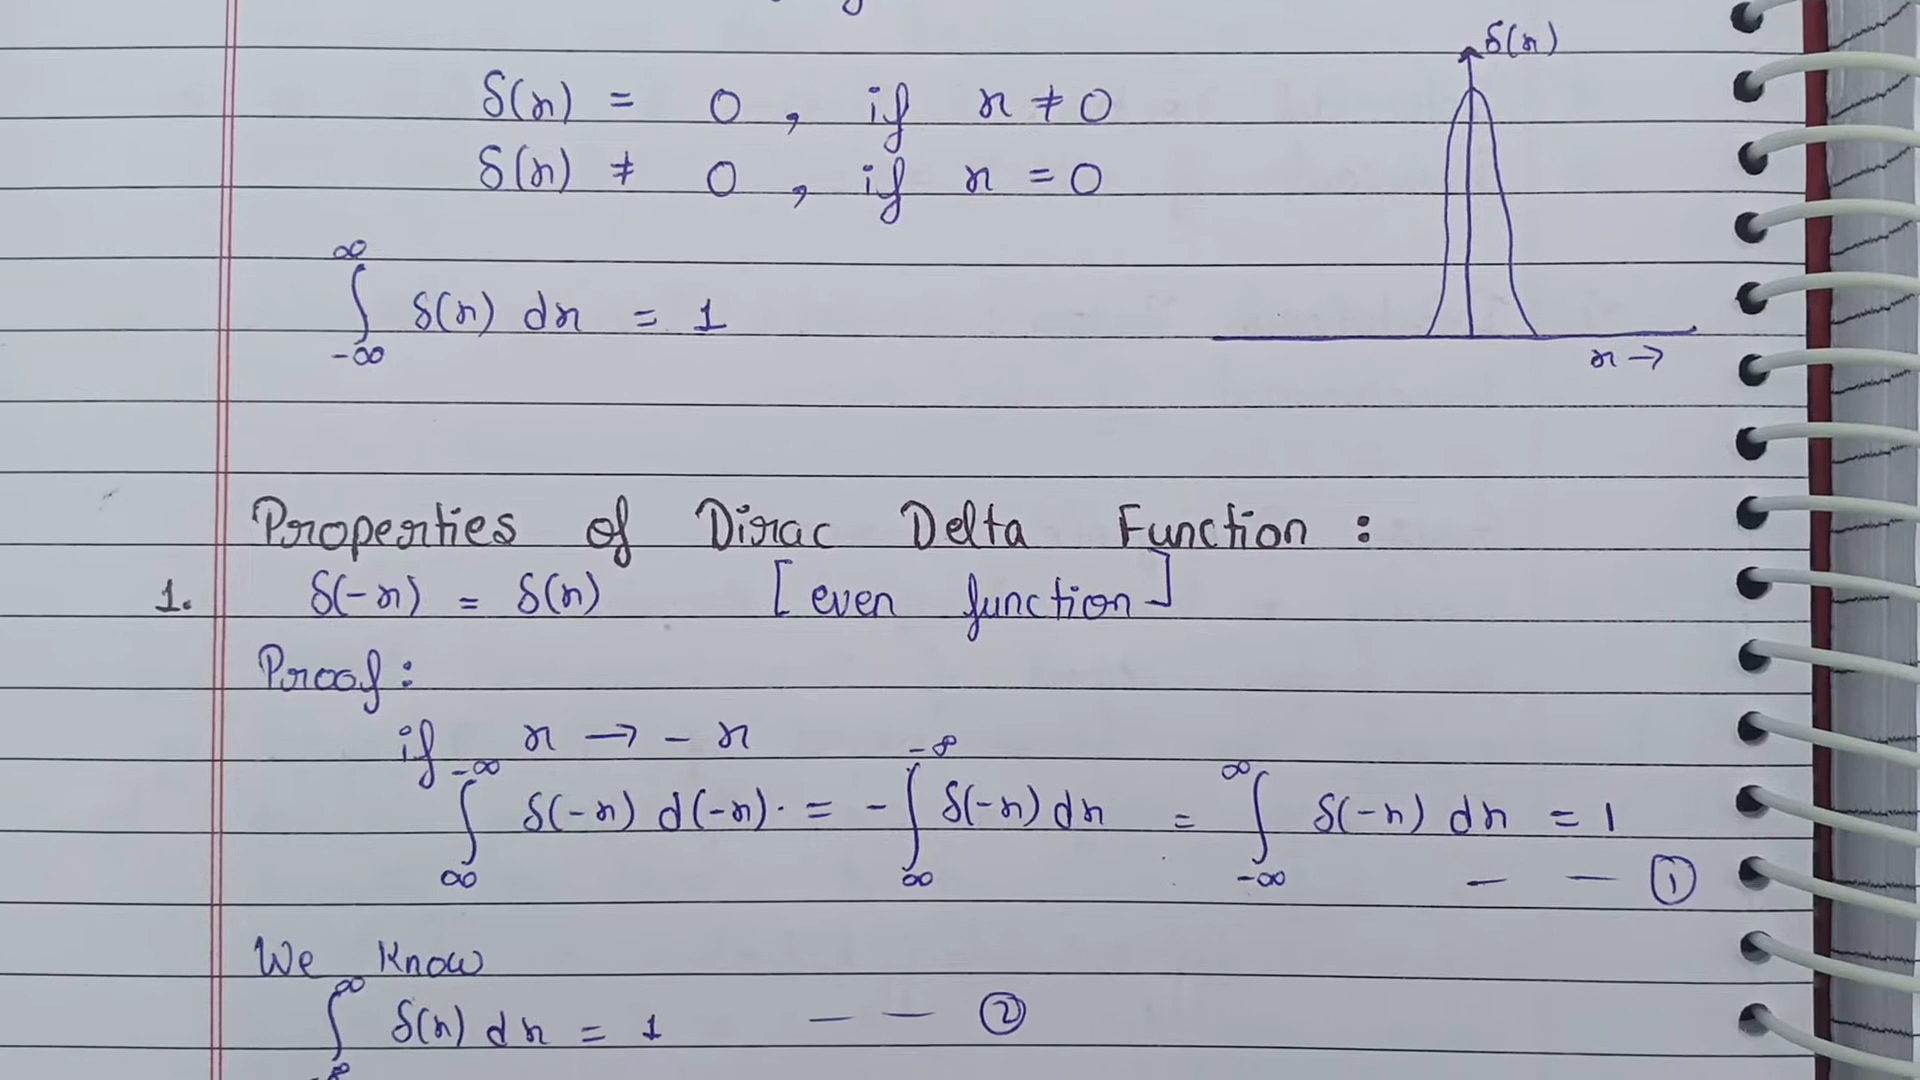 δ(x)
δ(x) = 0 , if x ≠ 0
δ(x) ≠ 0 , if x = 0
∫_{-∞}^{∞} δ(x) dx = 1
x →
Properties of Dirac Delta Function :
1. δ(-x) = δ(x) [even function]
Proof :
if x → - x
∫_{∞}^{-∞} δ(-x) d(-x) · = - ∫_{∞}^{-∞} δ(-x) dx = ∫_{-∞}^{∞} δ(-x) dx = 1
— — ①
We Know
∫_{-∞}^{∞} δ(x) dx = 1 — — ②